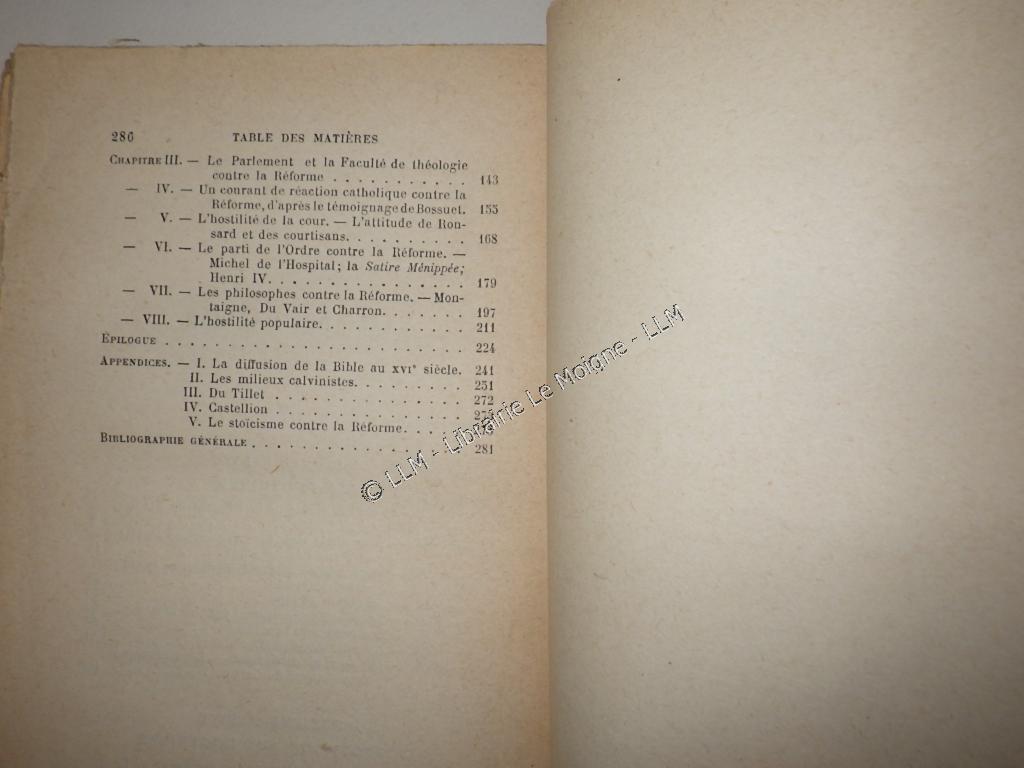 286 TABLE DES MATIÈRES
CHAPITRE III. — Le Parlement et la Faculté de théologie
contre la Réforme . . . . . . . . . . . 143
— IV. — Un courant de réaction catholique contre la
Réforme, d'après le témoignage de Bossuet. 155
— V. — L'hostilité de la cour. — L'attitude de Ron-
sard et des courtisans. . . . . . . . . . 168
— VI. — Le parti de l'Ordre contre la Réforme. —
Michel de l'Hospital; la Satire Ménippée;
Henri IV. . . . . . . . . . . . . . . 179
— VII. — Les philosophes contre la Réforme. — Mon-
taigne, Du Vair et Charron. . . . . . . 197
— VIII. — L'hostilité populaire. . . . . . . . . . . . 211
ÉPILOGUE . . . . . . . . . . . . . . . . . . . . . . . 224
APPENDICES. — I. La diffusion de la Bible au XVIe siècle. 241
II. Les milieux calvinistes. . . . . . . . . 251
III. Du Tillet . . . . . . . . . . . . . . 272
IV. Castellion . . . . . . . . . . . . . .
V. Le stoïcisme contre la Réforme. . . . .
BIBLIOGRAPHIE GÉNÉRALE . . . . . . . . . . . . . . . . 281
© LLM - Librairie Le Moigne - LLM